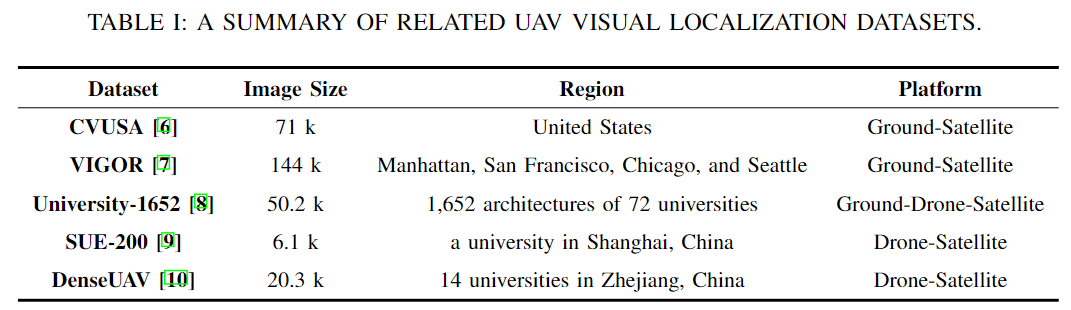 TABLE I: A SUMMARY OF RELATED UAV VISUAL LOCALIZATION DATASETS.
Dataset Image Size Region Platform
CVUSA [6] 71 k United States Ground-Satellite
VIGOR [7] 144 k Manhattan, San Francisco, Chicago, and Seattle Ground-Satellite
University-1652 [8] 50.2 k 1,652 architectures of 72 universities Ground-Drone-Satellite
SUE-200 [9] 6.1 k a university in Shanghai, China Drone-Satellite
DenseUAV [10] 20.3 k 14 universities in Zhejiang, China Drone-Satellite